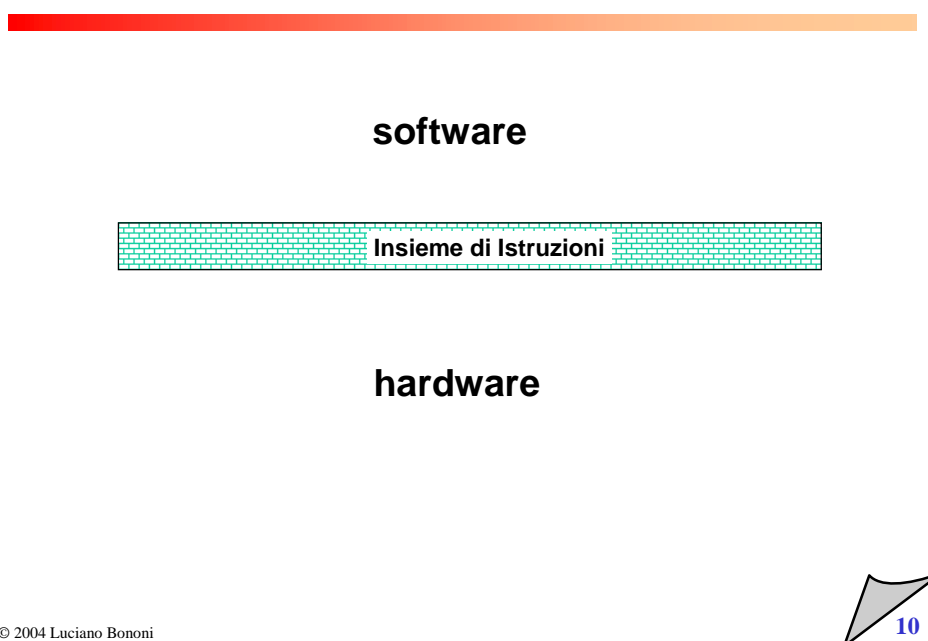 software
Insieme di Istruzioni
hardware
© 2004 Luciano Bononi
10